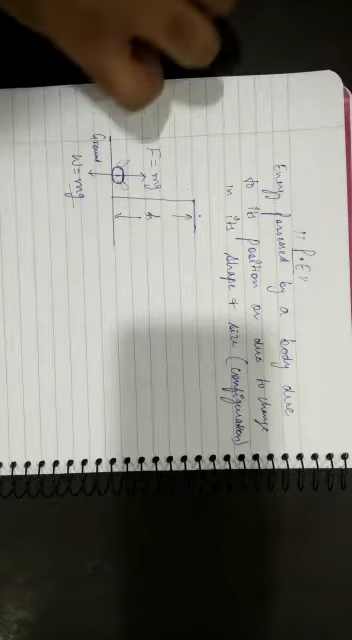 "P.E"
Energy possessed by a body due
to its position or due to change
in its shape & size (configuration)
F = mg
Ground
W = mg